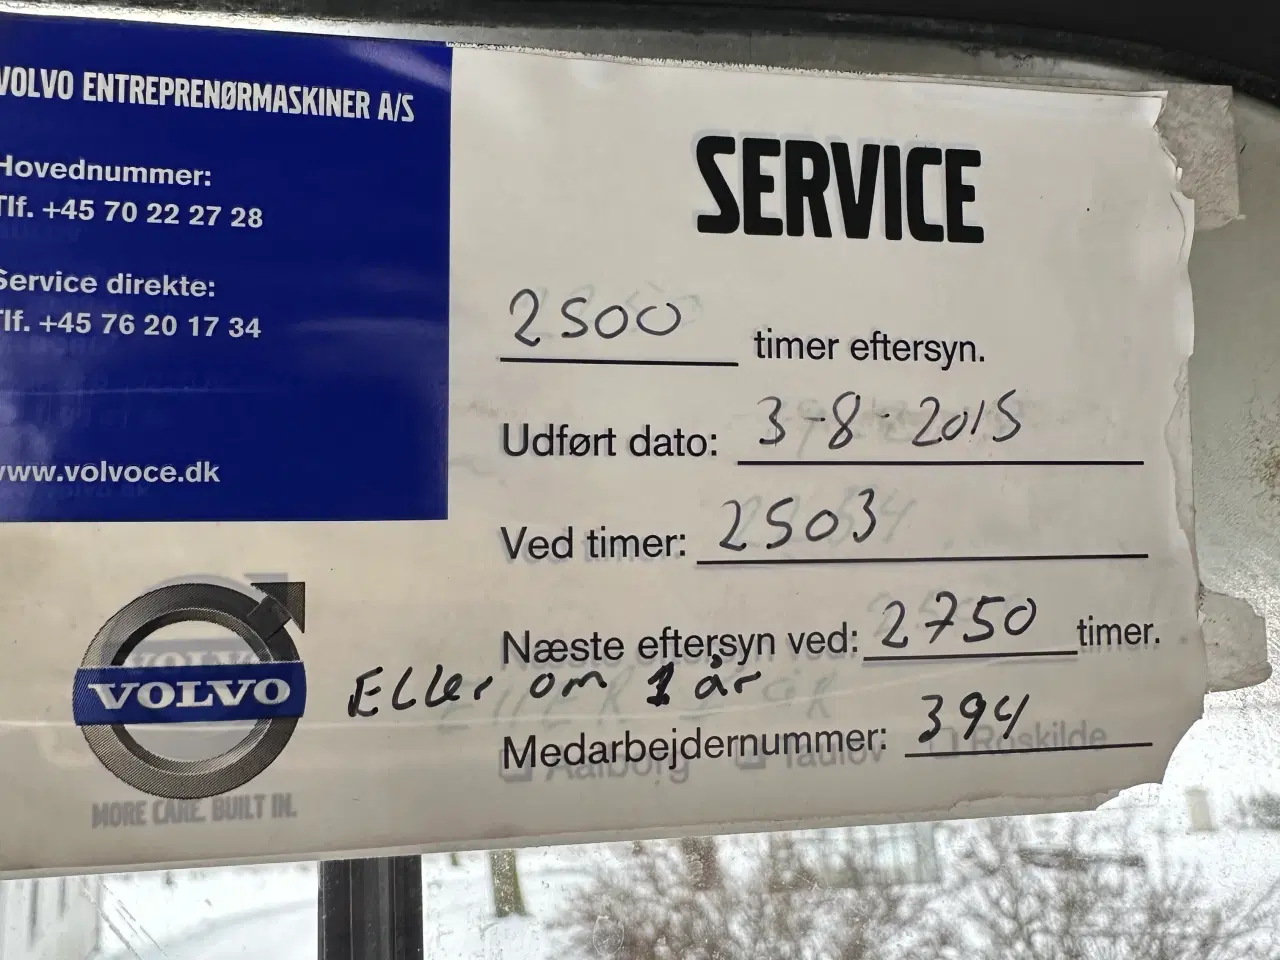 VOLVO ENTREPRENØRMASKINER A/S
Hovednummer:
Tlf. +45 70 22 27 28
Service direkte:
Tlf. +45 76 20 17 34
www.volvoce.dk
VOLVO
MORE CARE. BUILT IN.
SERVICE
2500 timer eftersyn.
Udført dato: 3-8-2015
Ved timer: 2503
Næste eftersyn ved: 2750 timer.
Eller om 1 år
Medarbejdernummer: 394
Aalborg Taulov Roskilde